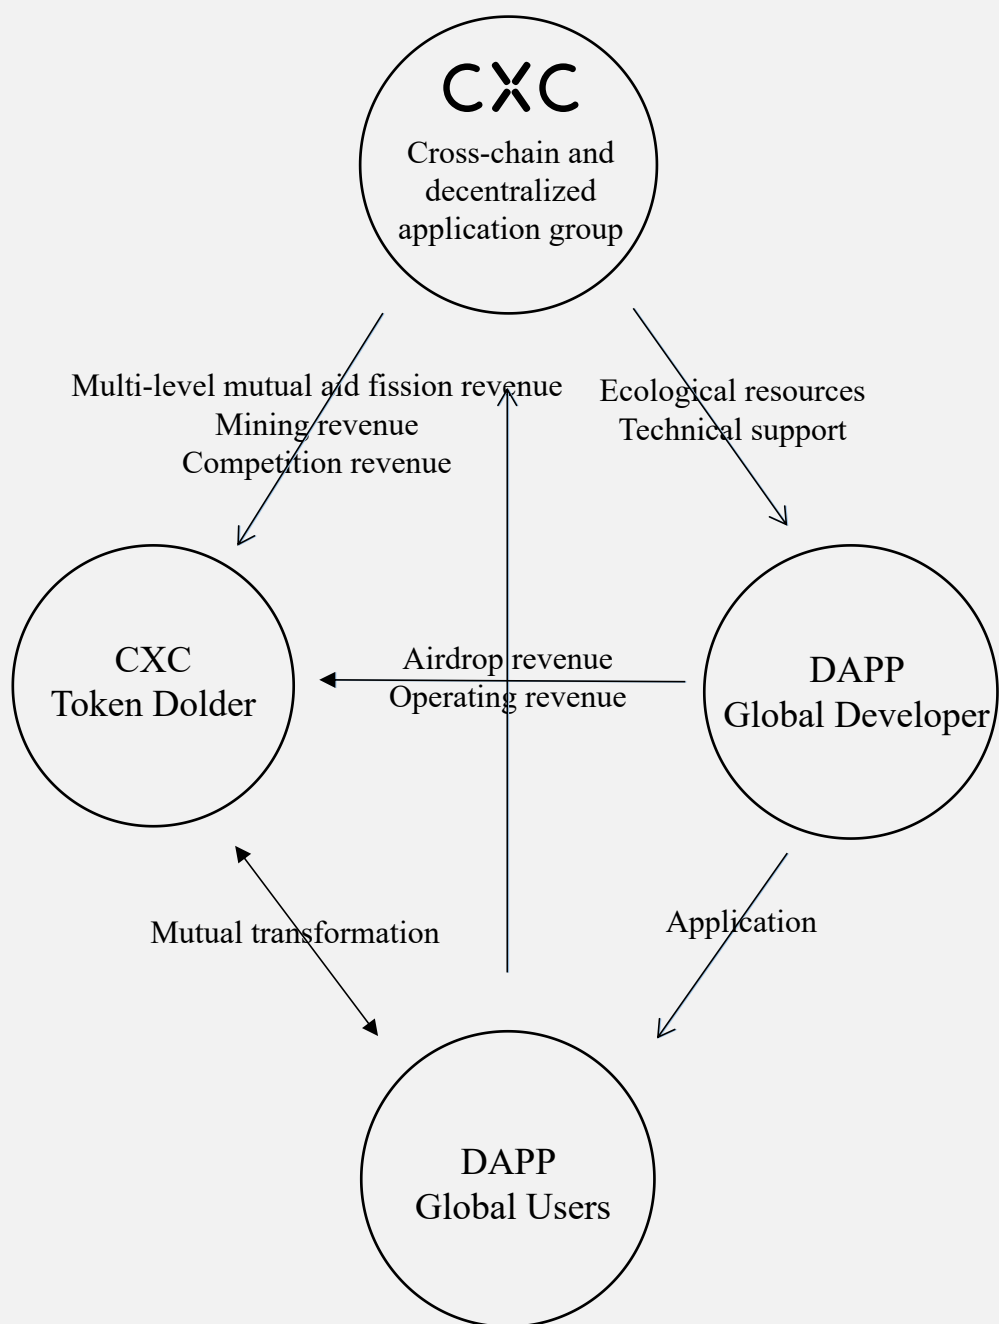 CXC
Cross-chain and
decentralized
application group
Multi-level mutual aid fission revenue
Mining revenue
Competition revenue
Ecological resources
Technical support
CXC
Token Dolder
Airdrop revenue
Operating revenue
DAPP
Global Developer
Mutual transformation
Application
DAPP
Global Users